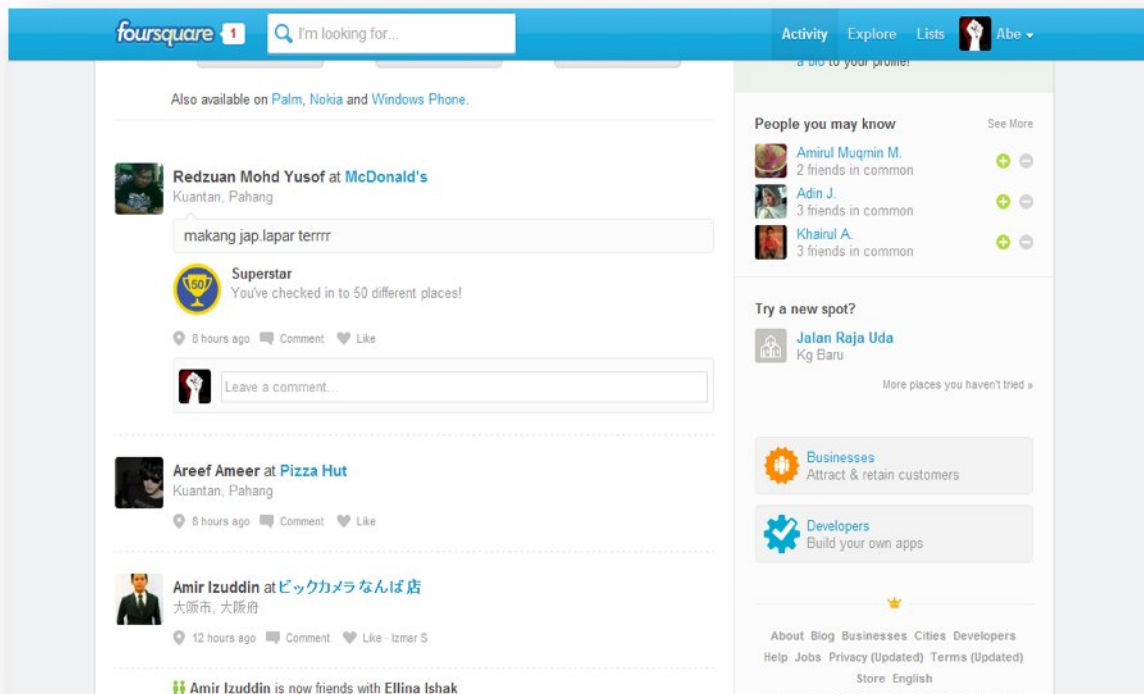 foursquare 1 I'm looking for... Activity Explore Lists Abe
Also available on Palm, Nokia and Windows Phone.
Redzuan Mohd Yusof at McDonald's
Kuantan, Pahang
makang jap.lapar terrrr
50
Superstar
You've checked in to 50 different places!
8 hours ago Comment Like
Leave a comment...
Areef Ameer at Pizza Hut
Kuantan, Pahang
8 hours ago Comment Like
Amir Izuddin at ビックカメラ なんば 店
大阪市, 大阪府
12 hours ago Comment Like · Izmar S
Amir Izuddin is now friends with Ellina Ishak
a bio to your profile!
People you may know See More
Amirul Muqmin M.
2 friends in common
Adin J.
3 friends in common
Khairul A.
3 friends in common
Try a new spot?
Jalan Raja Uda
Kg Baru
More places you haven't tried »
Businesses
Attract & retain customers
Developers
Build your own apps
About Blog Businesses Cities Developers
Help Jobs Privacy (Updated) Terms (Updated)
Store English